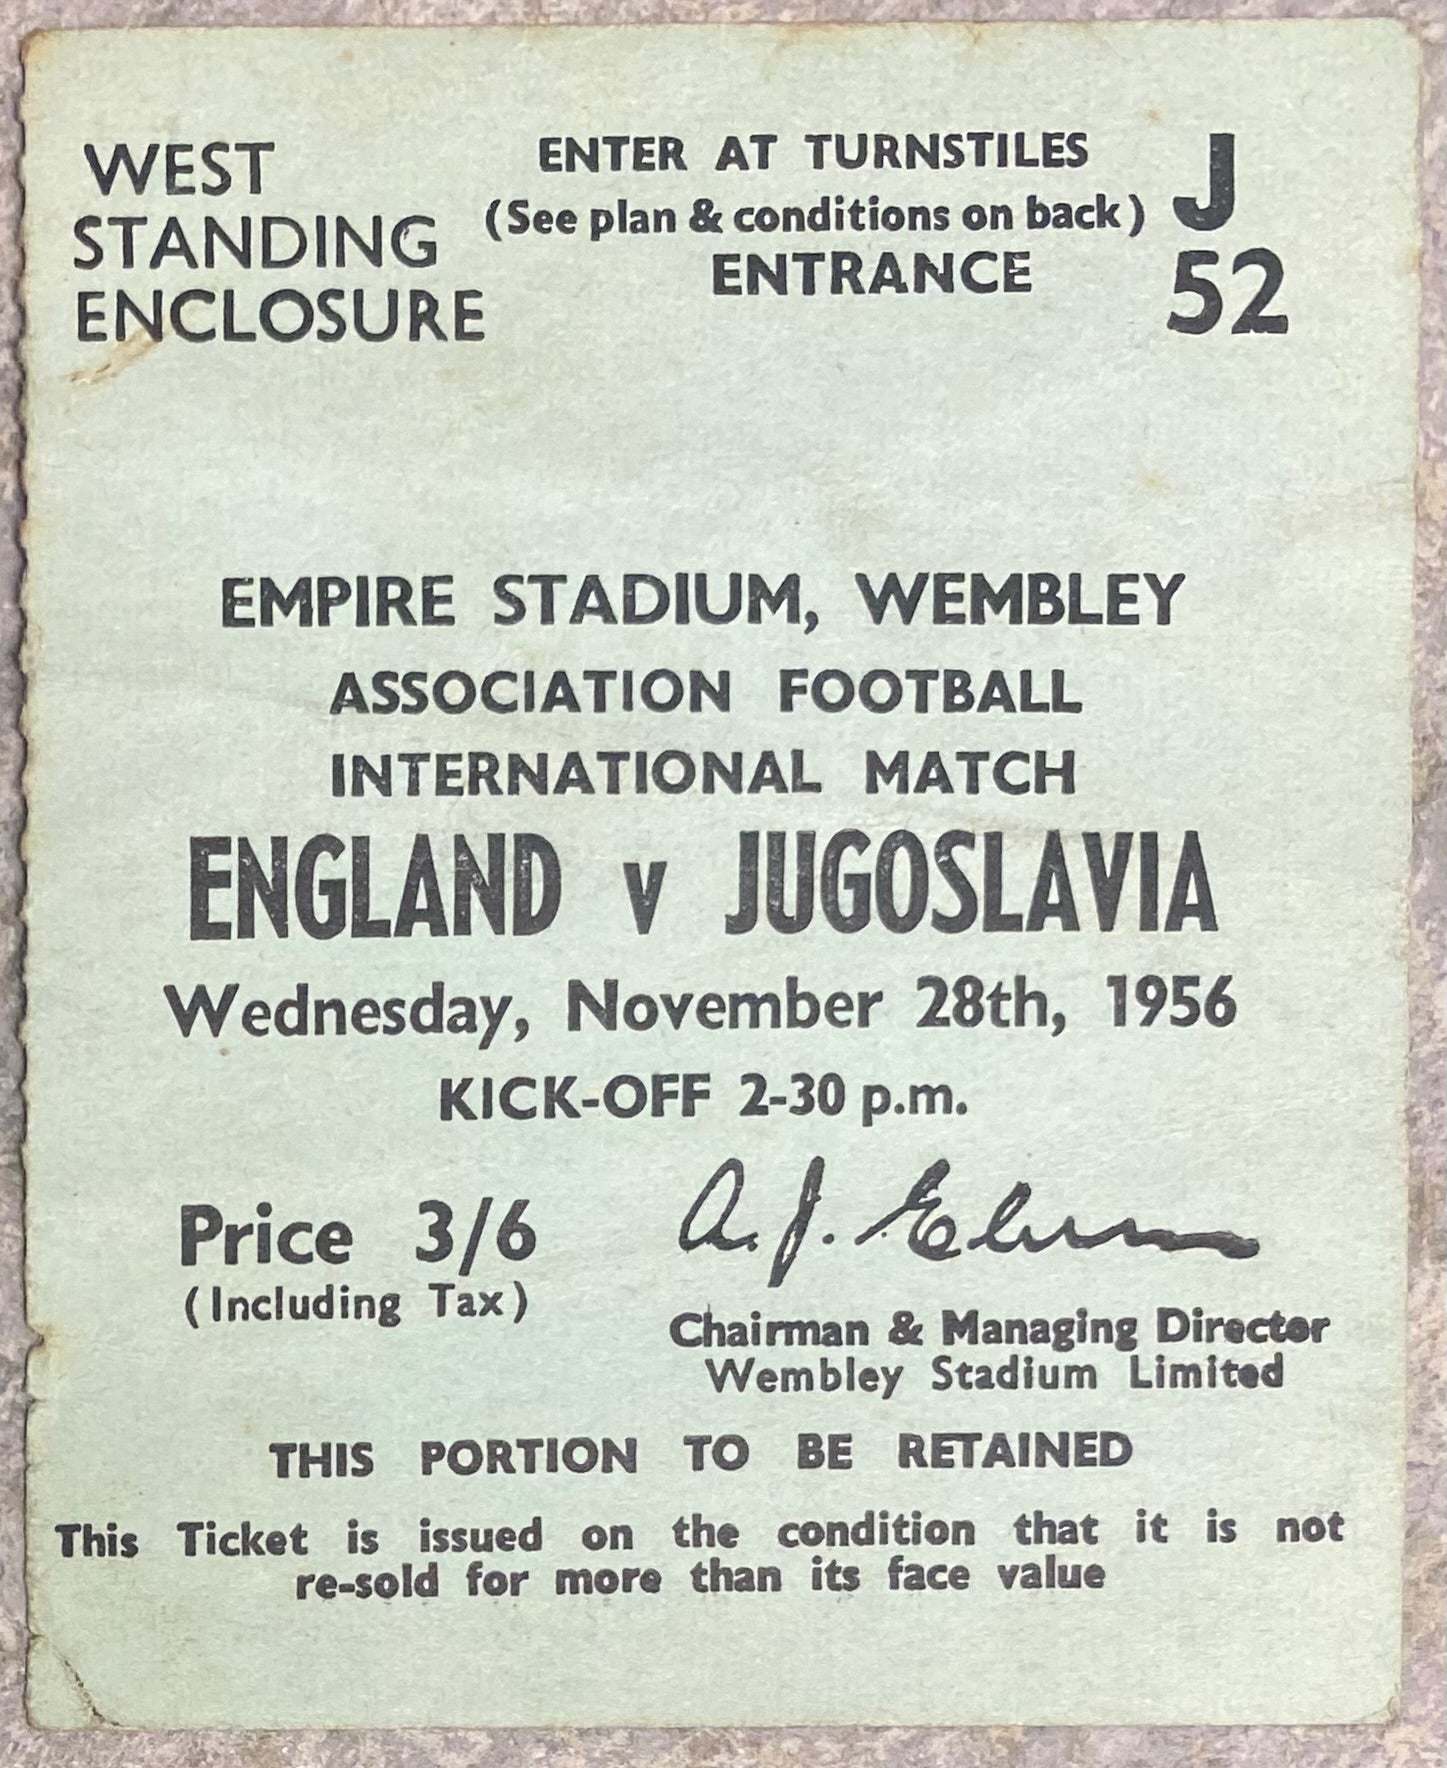 WEST
STANDING
ENCLOSURE
ENTER AT TURNSTILES J
(See plan & conditions on back)
ENTRANCE 52
EMPIRE STADIUM, WEMBLEY
ASSOCIATION FOOTBALL
INTERNATIONAL MATCH
ENGLAND v JUGOSLAVIA
Wednesday, November 28th, 1956
KICK-OFF 2-30 p.m.
Price 3/6
(Including Tax)
A. J. Elvin
Chairman & Managing Director
Wembley Stadium Limited
THIS PORTION TO BE RETAINED
This Ticket is issued on the condition that it is not
re-sold for more than its face value